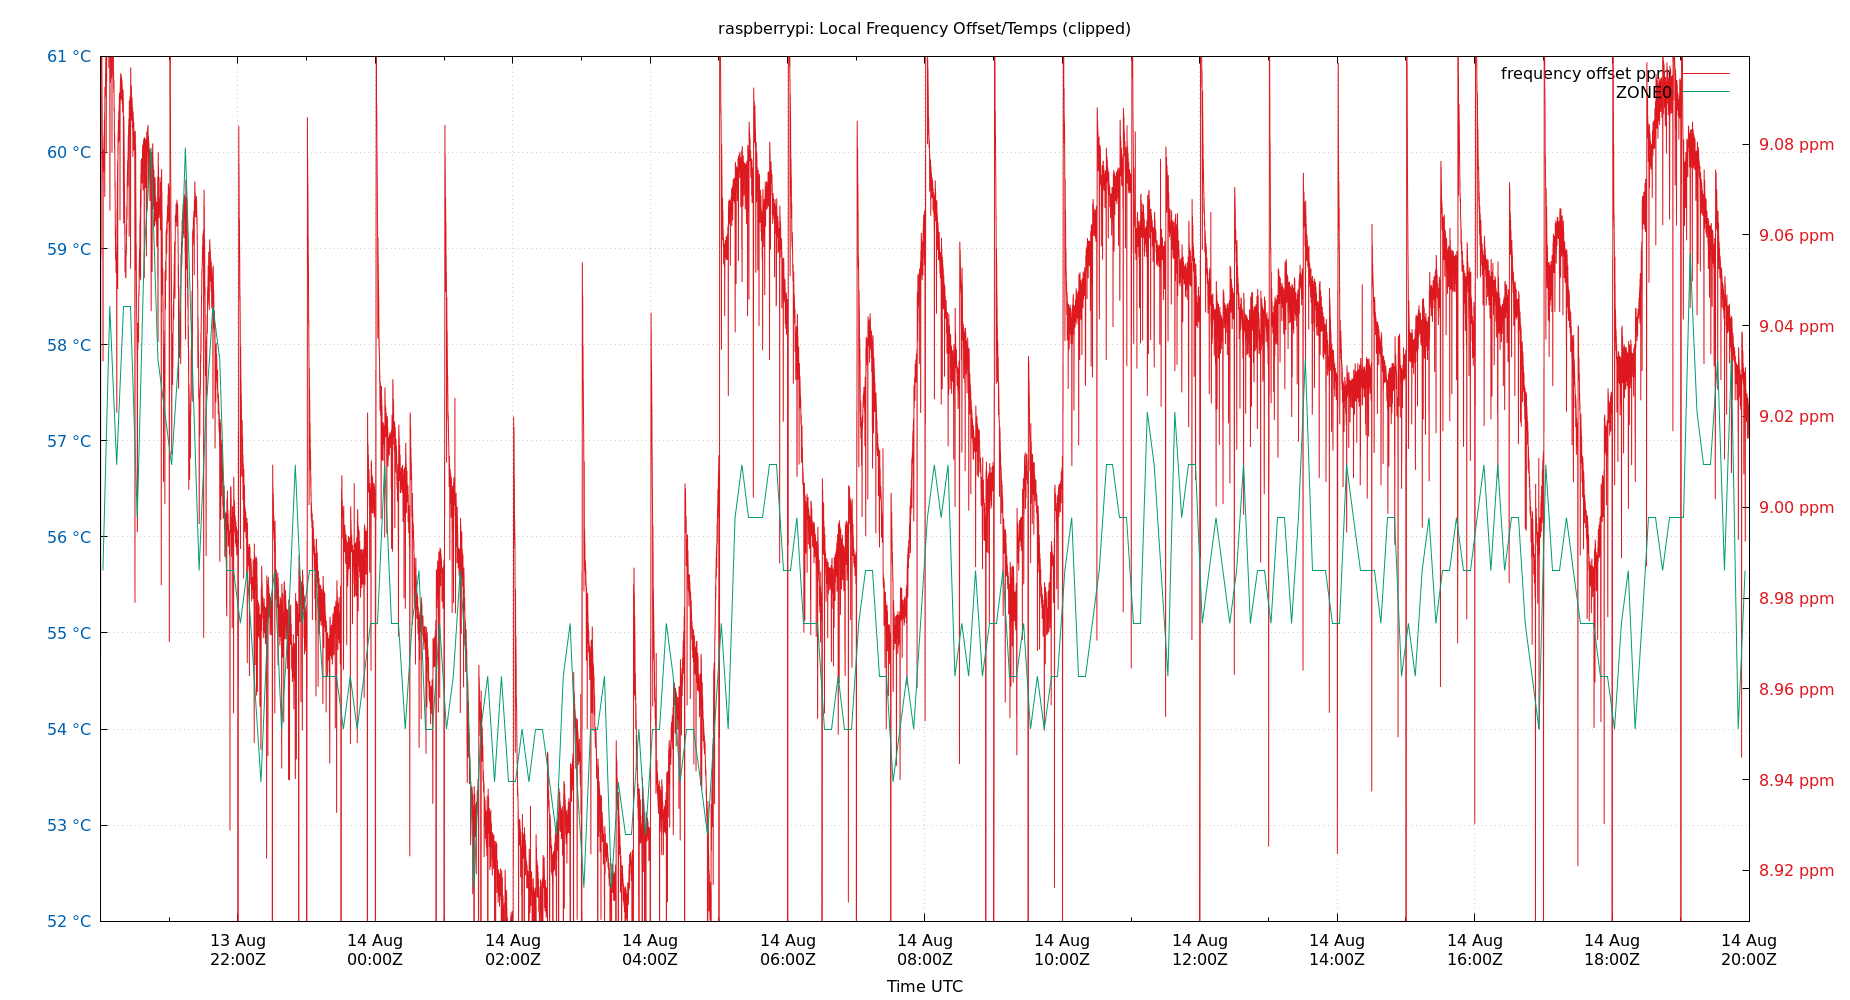 raspberrypi: Local Frequency Offset/Temps (clipped)
61 °C
frequency offset ppm
ZONE0
60 °C
9.08 ppm
59 °C
9.06 ppm
58 °C
9.04 ppm
57 °C
9.02 ppm
56 °C
9.00 ppm
55 °C
8.98 ppm
54 °C
8.96 ppm
53 °C
8.94 ppm
52 °C
8.92 ppm
13 Aug 14 Aug 14 Aug 14 Aug 14 Aug 14 Aug 14 Aug 14 Aug 14 Aug 14 Aug 14 Aug 14 Aug
22:00Z 00:00Z 02:00Z 04:00Z 06:00Z 08:00Z 10:00Z 12:00Z 14:00Z 16:00Z 18:00Z 20:00Z
Time UTC